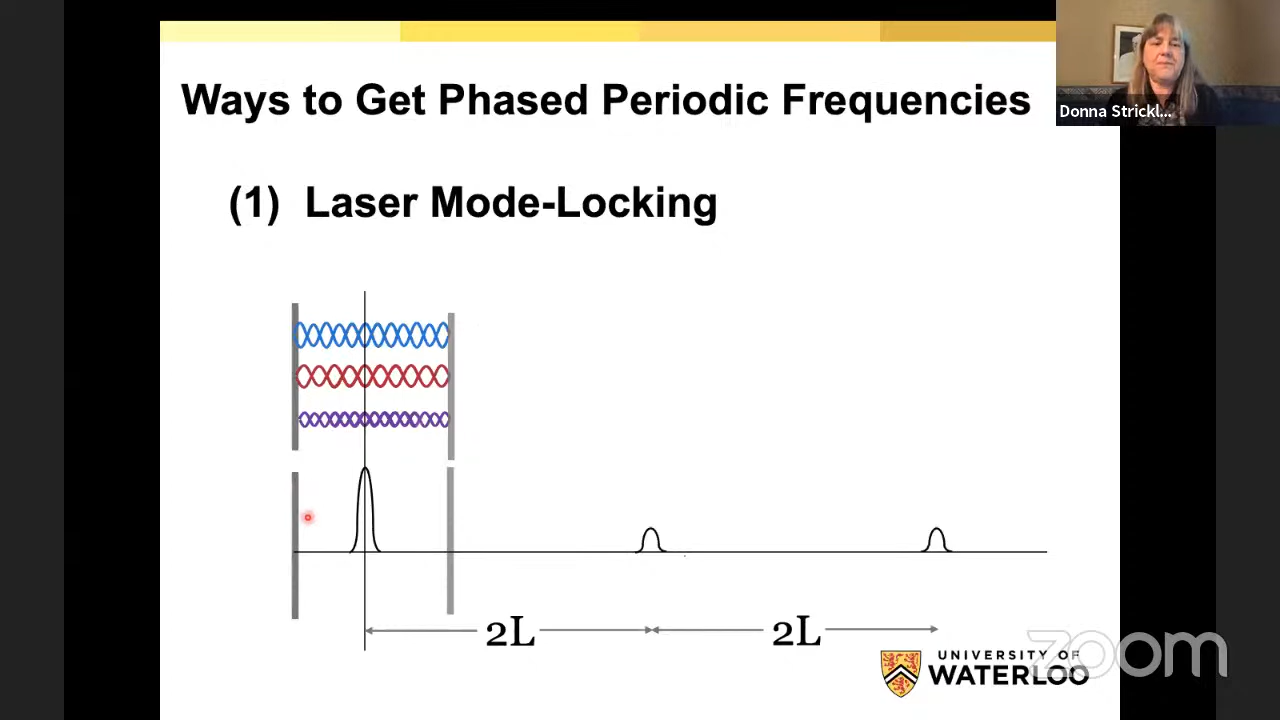 Donna Strickl...
Ways to Get Phased Periodic Frequencies
(1) Laser Mode-Locking
2L
2L
UNIVERSITY OF
WATERLOO
zoom